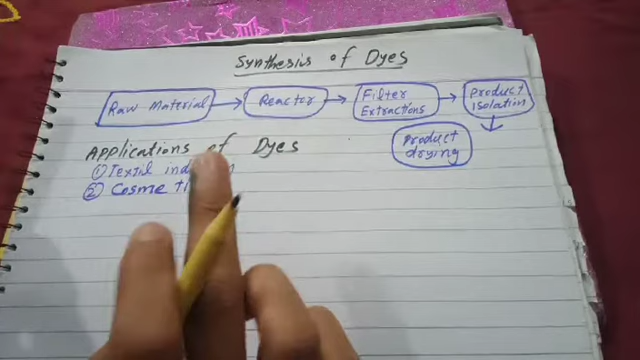 Synthesis of Dyes
Raw Material
Reactor
Filter
Extractions
Product
Isolation
Product
drying
Applications of Dyes
① Textil
② Cosme